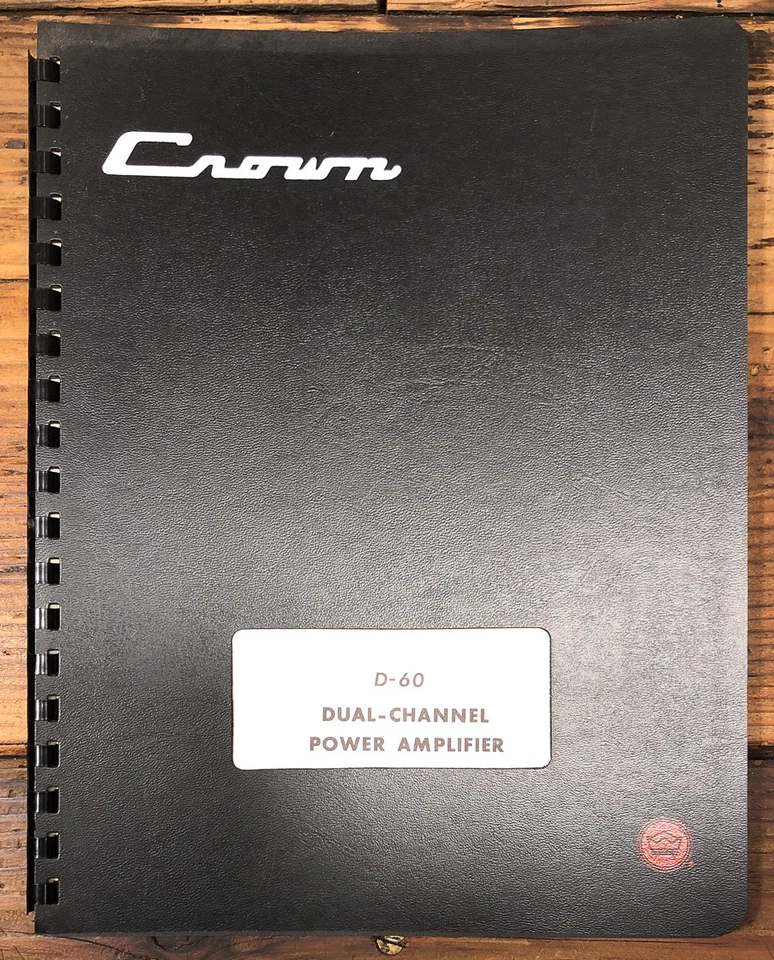 Crown
D-60
DUAL-CHANNEL
POWER AMPLIFIER